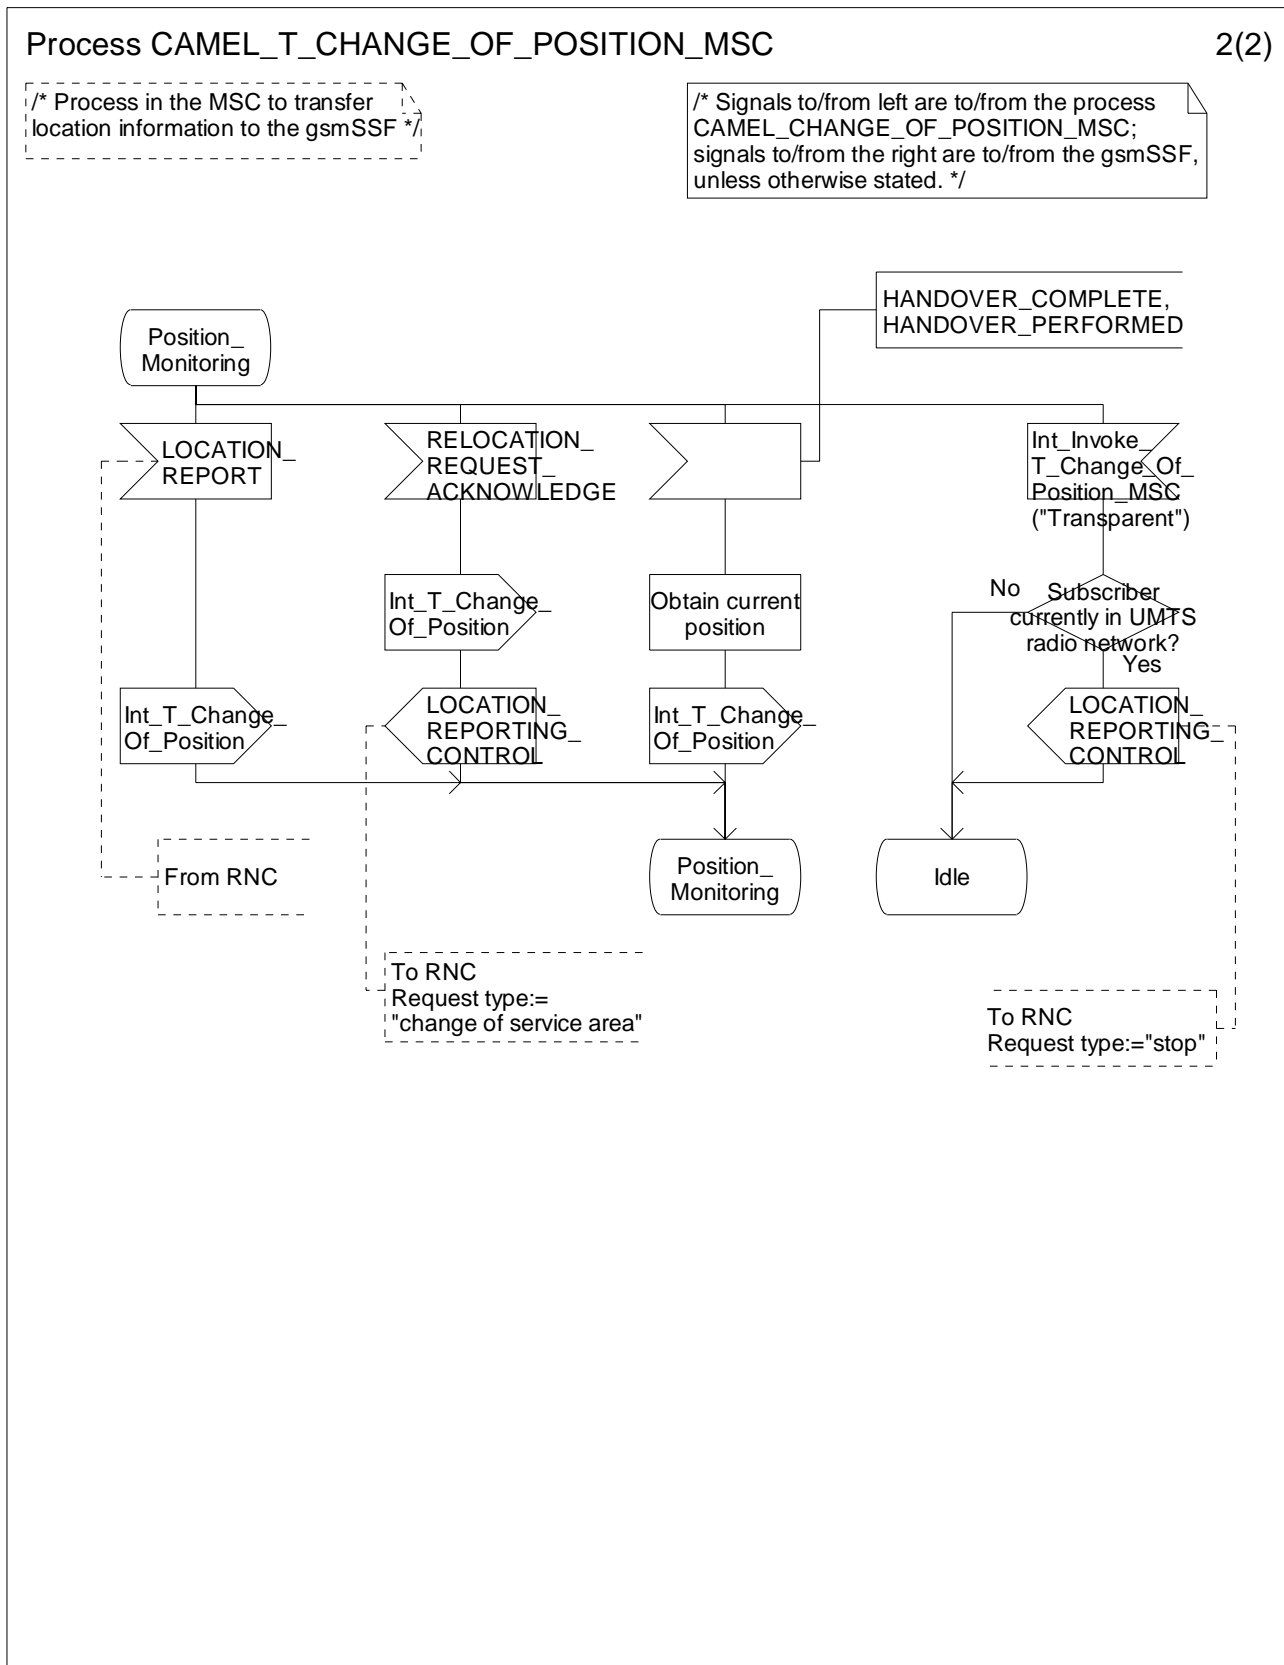 Process CAMEL_T_CHANGE_OF_POSITION_MSC
2(2)
/* Process in the MSC to transfer
location information to the gsmSSF */
/* Signals to/from left are to/from the process
CAMEL_CHANGE_OF_POSITION_MSC;
signals to/from the right are to/from the gsmSSF,
unless otherwise stated. */
HANDOVER_COMPLETE,
HANDOVER_PERFORMED
Position_
Monitoring
LOCATION_
REPORT
RELOCATION_
REQUEST_
ACKNOWLEDGE
Int_Invoke_
T_Change_Of_
Position_MSC
("Transparent")
Int_T_Change_
Of_Position
Obtain current
position
No
Subscriber
currently in UMTS
radio network?
Yes
Int_T_Change_
Of_Position
LOCATION_
REPORTING_
CONTROL
Int_T_Change_
Of_Position
LOCATION_
REPORTING_
CONTROL
From RNC
Position_
Monitoring
Idle
To RNC
Request type:=
"change of service area"
To RNC
Request type:="stop"